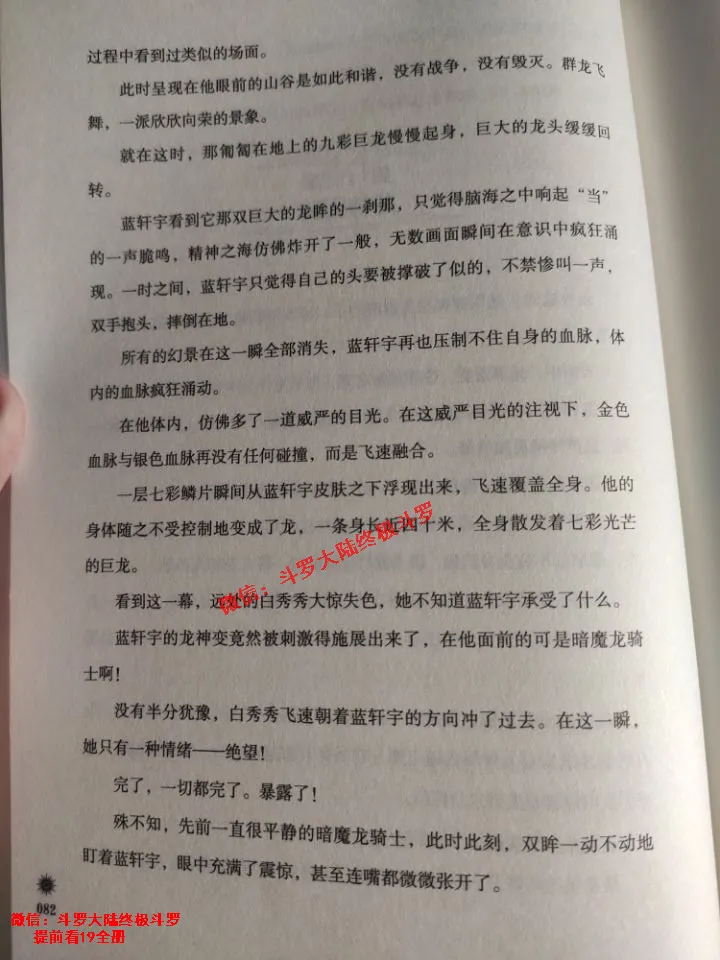 过程中看到过类似的场面。
此时呈现在他眼前的山谷是如此和谐，没有战争，没有毁灭。群龙飞
舞，一派欣欣向荣的景象。
就在这时，那匍匐在地上的九彩巨龙慢慢起身，巨大的龙头缓缓回
转。
蓝轩宇看到它那双巨大的龙眸的一刹那，只觉得脑海之中响起“当”
的一声脆鸣，精神之海仿佛炸开了一般，无数画面瞬间在意识中疯狂涌
现。一时之间，蓝轩宇只觉得自己的头要被撑破了似的，不禁惨叫一声，
双手抱头，摔倒在地。
所有的幻景在这一瞬全部消失，蓝轩宇再也压制不住自身的血脉，体
内的血脉疯狂涌动。
在他体内，仿佛多了一道威严的目光。在这威严目光的注视下，金色
血脉与银色血脉再没有任何碰撞，而是飞速融合。
一层七彩鳞片瞬间从蓝轩宇皮肤之下浮现出来，飞速覆盖全身。他的
身体随之不受控制地变成了龙，一条身长近四十米，全身散发着七彩光芒
的巨龙。
看到这一幕，远处的白秀秀大惊失色，她不知道蓝轩宇承受了什么。
蓝轩宇的龙神变竟然被刺激得施展出来了，在他面前的可是暗魔龙骑
士啊！
没有半分犹豫，白秀秀飞速朝着蓝轩宇的方向冲了过去。在这一瞬，
她只有一种情绪——绝望！
完了，一切都完了。暴露了！
殊不知，先前一直很平静的暗魔龙骑士，此时此刻，双眸一动不动地
盯着蓝轩宇，眼中充满了震惊，甚至连嘴都微微张开了。
082
微信：斗罗大陆终极斗罗
微信：斗罗大陆终极斗罗
提前看19全册